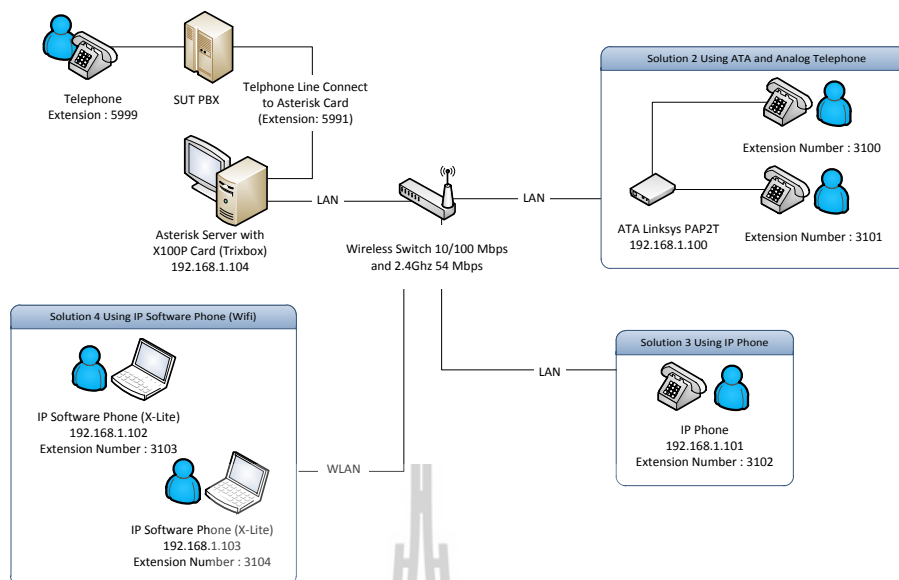 Telephone
Extension : 5999
SUT PBX
Telphone Line Connect
to Asterisk Card
(Extension: 5991)
Asterisk Server with
X100P Card (Trixbox)
192.168.1.104
LAN
Wireless Switch 10/100 Mbps
and 2.4Ghz 54 Mbps
LAN
Solution 2 Using ATA and Analog Telephone
Extension Number : 3100
ATA Linksys PAP2T
192.168.1.100
Extension Number : 3101
Solution 4 Using IP Software Phone (Wifi)
IP Software Phone (X-Lite)
192.168.1.102
Extension Number : 3103
IP Software Phone (X-Lite)
192.168.1.103
Extension Number : 3104
WLAN
LAN
Solution 3 Using IP Phone
IP Phone
192.168.1.101
Extension Number : 3102